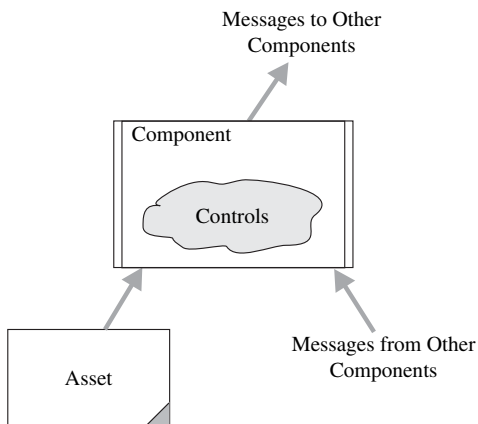 Messages to Other
Components
Component
Controls
Messages from Other
Components
Asset